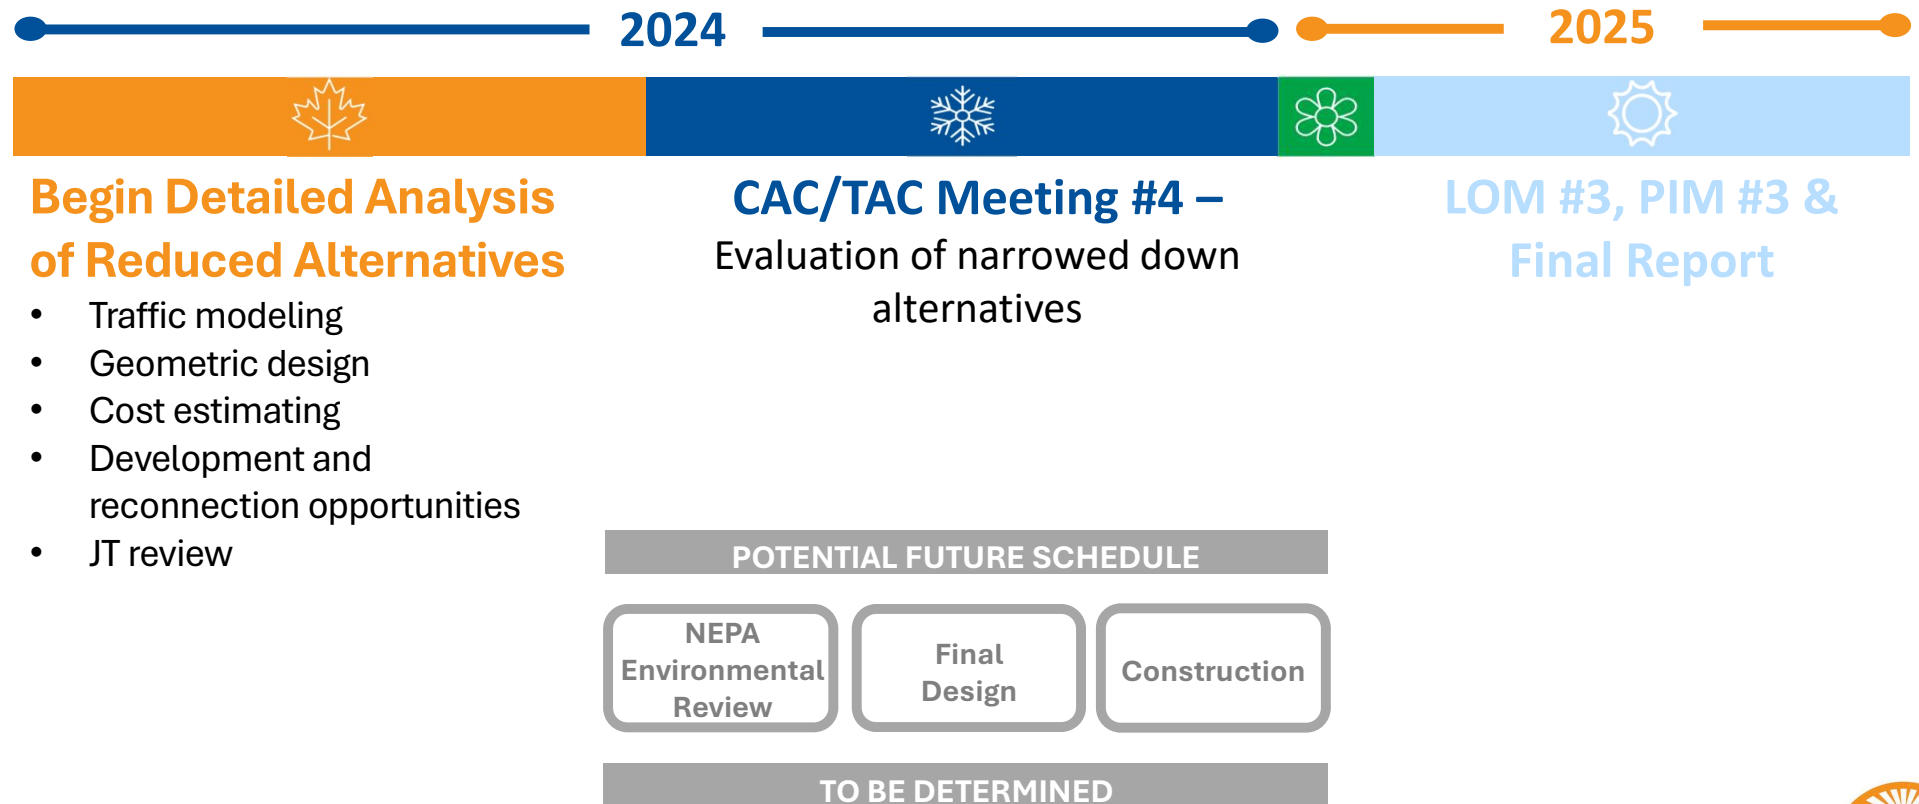 2024
2025
Begin Detailed Analysis
of Reduced Alternatives
• Traffic modeling
• Geometric design
• Cost estimating
• Development and
reconnection opportunities
• JT review
CAC/TAC Meeting #4 –
Evaluation of narrowed down
alternatives
LOM #3, PIM #3 &
Final Report
POTENTIAL FUTURE SCHEDULE
NEPA
Environmental
Review
Final
Design
Construction
TO BE DETERMINED